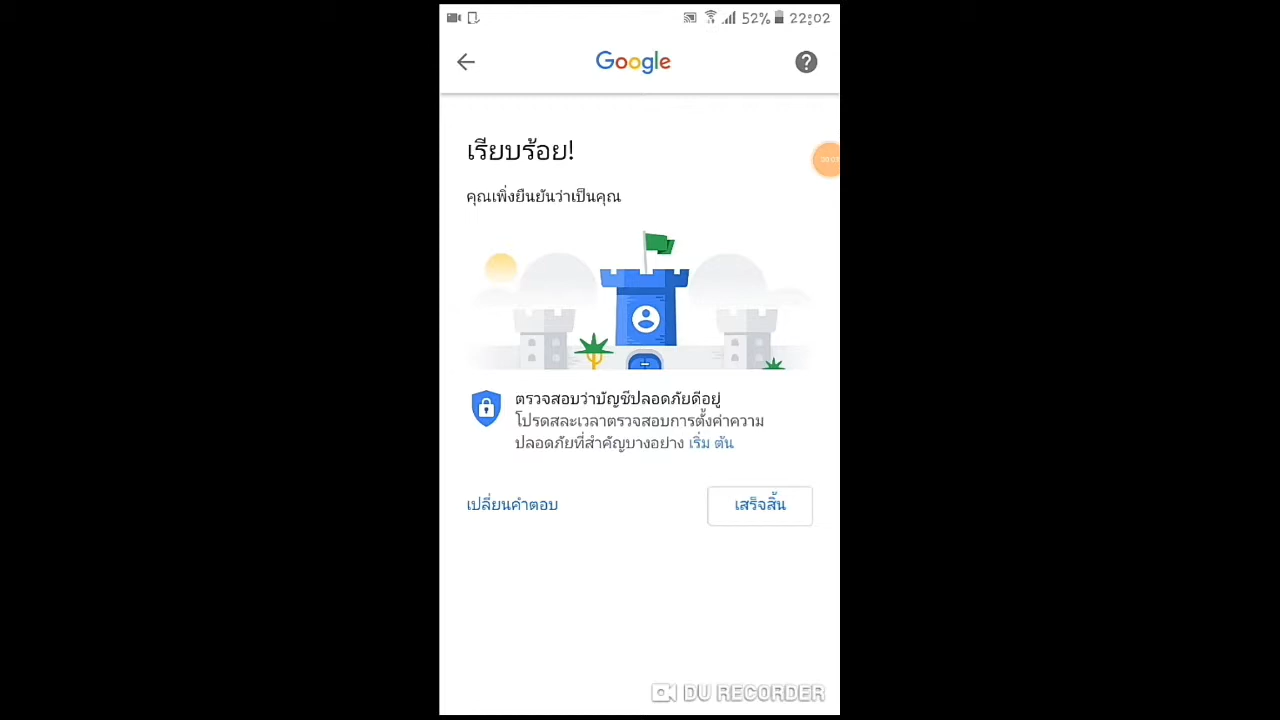 52% 22:02
Google
เรียบร้อย!
คุณเพิ่งยืนยันว่าเป็นคุณ
ตรวจสอบว่าบัญชีปลอดภัยดีอยู่
โปรดสละเวลาตรวจสอบการตั้งค่าความ
ปลอดภัยที่สำคัญบางอย่าง เริ่ม ต้น
เปลี่ยนคำตอบ
เสร็จสิ้น
DU RECORDER